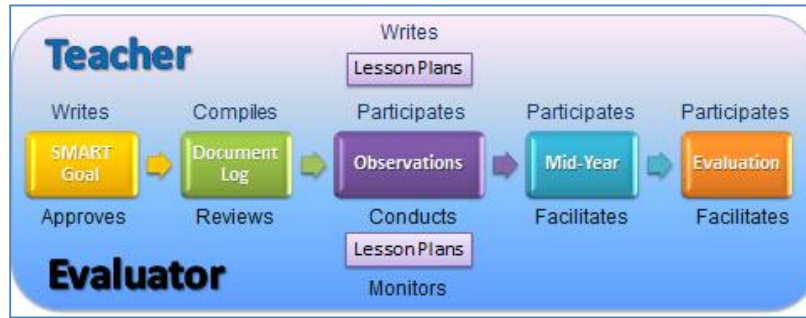 Teacher
Writes
Lesson Plans
Writes Compiles Participates Participates Participates
SMART Goal
Document Log
Observations
Mid-Year
Evaluation
Approves Reviews Conducts Facilitates Facilitates
Lesson Plans
Evaluator
Monitors